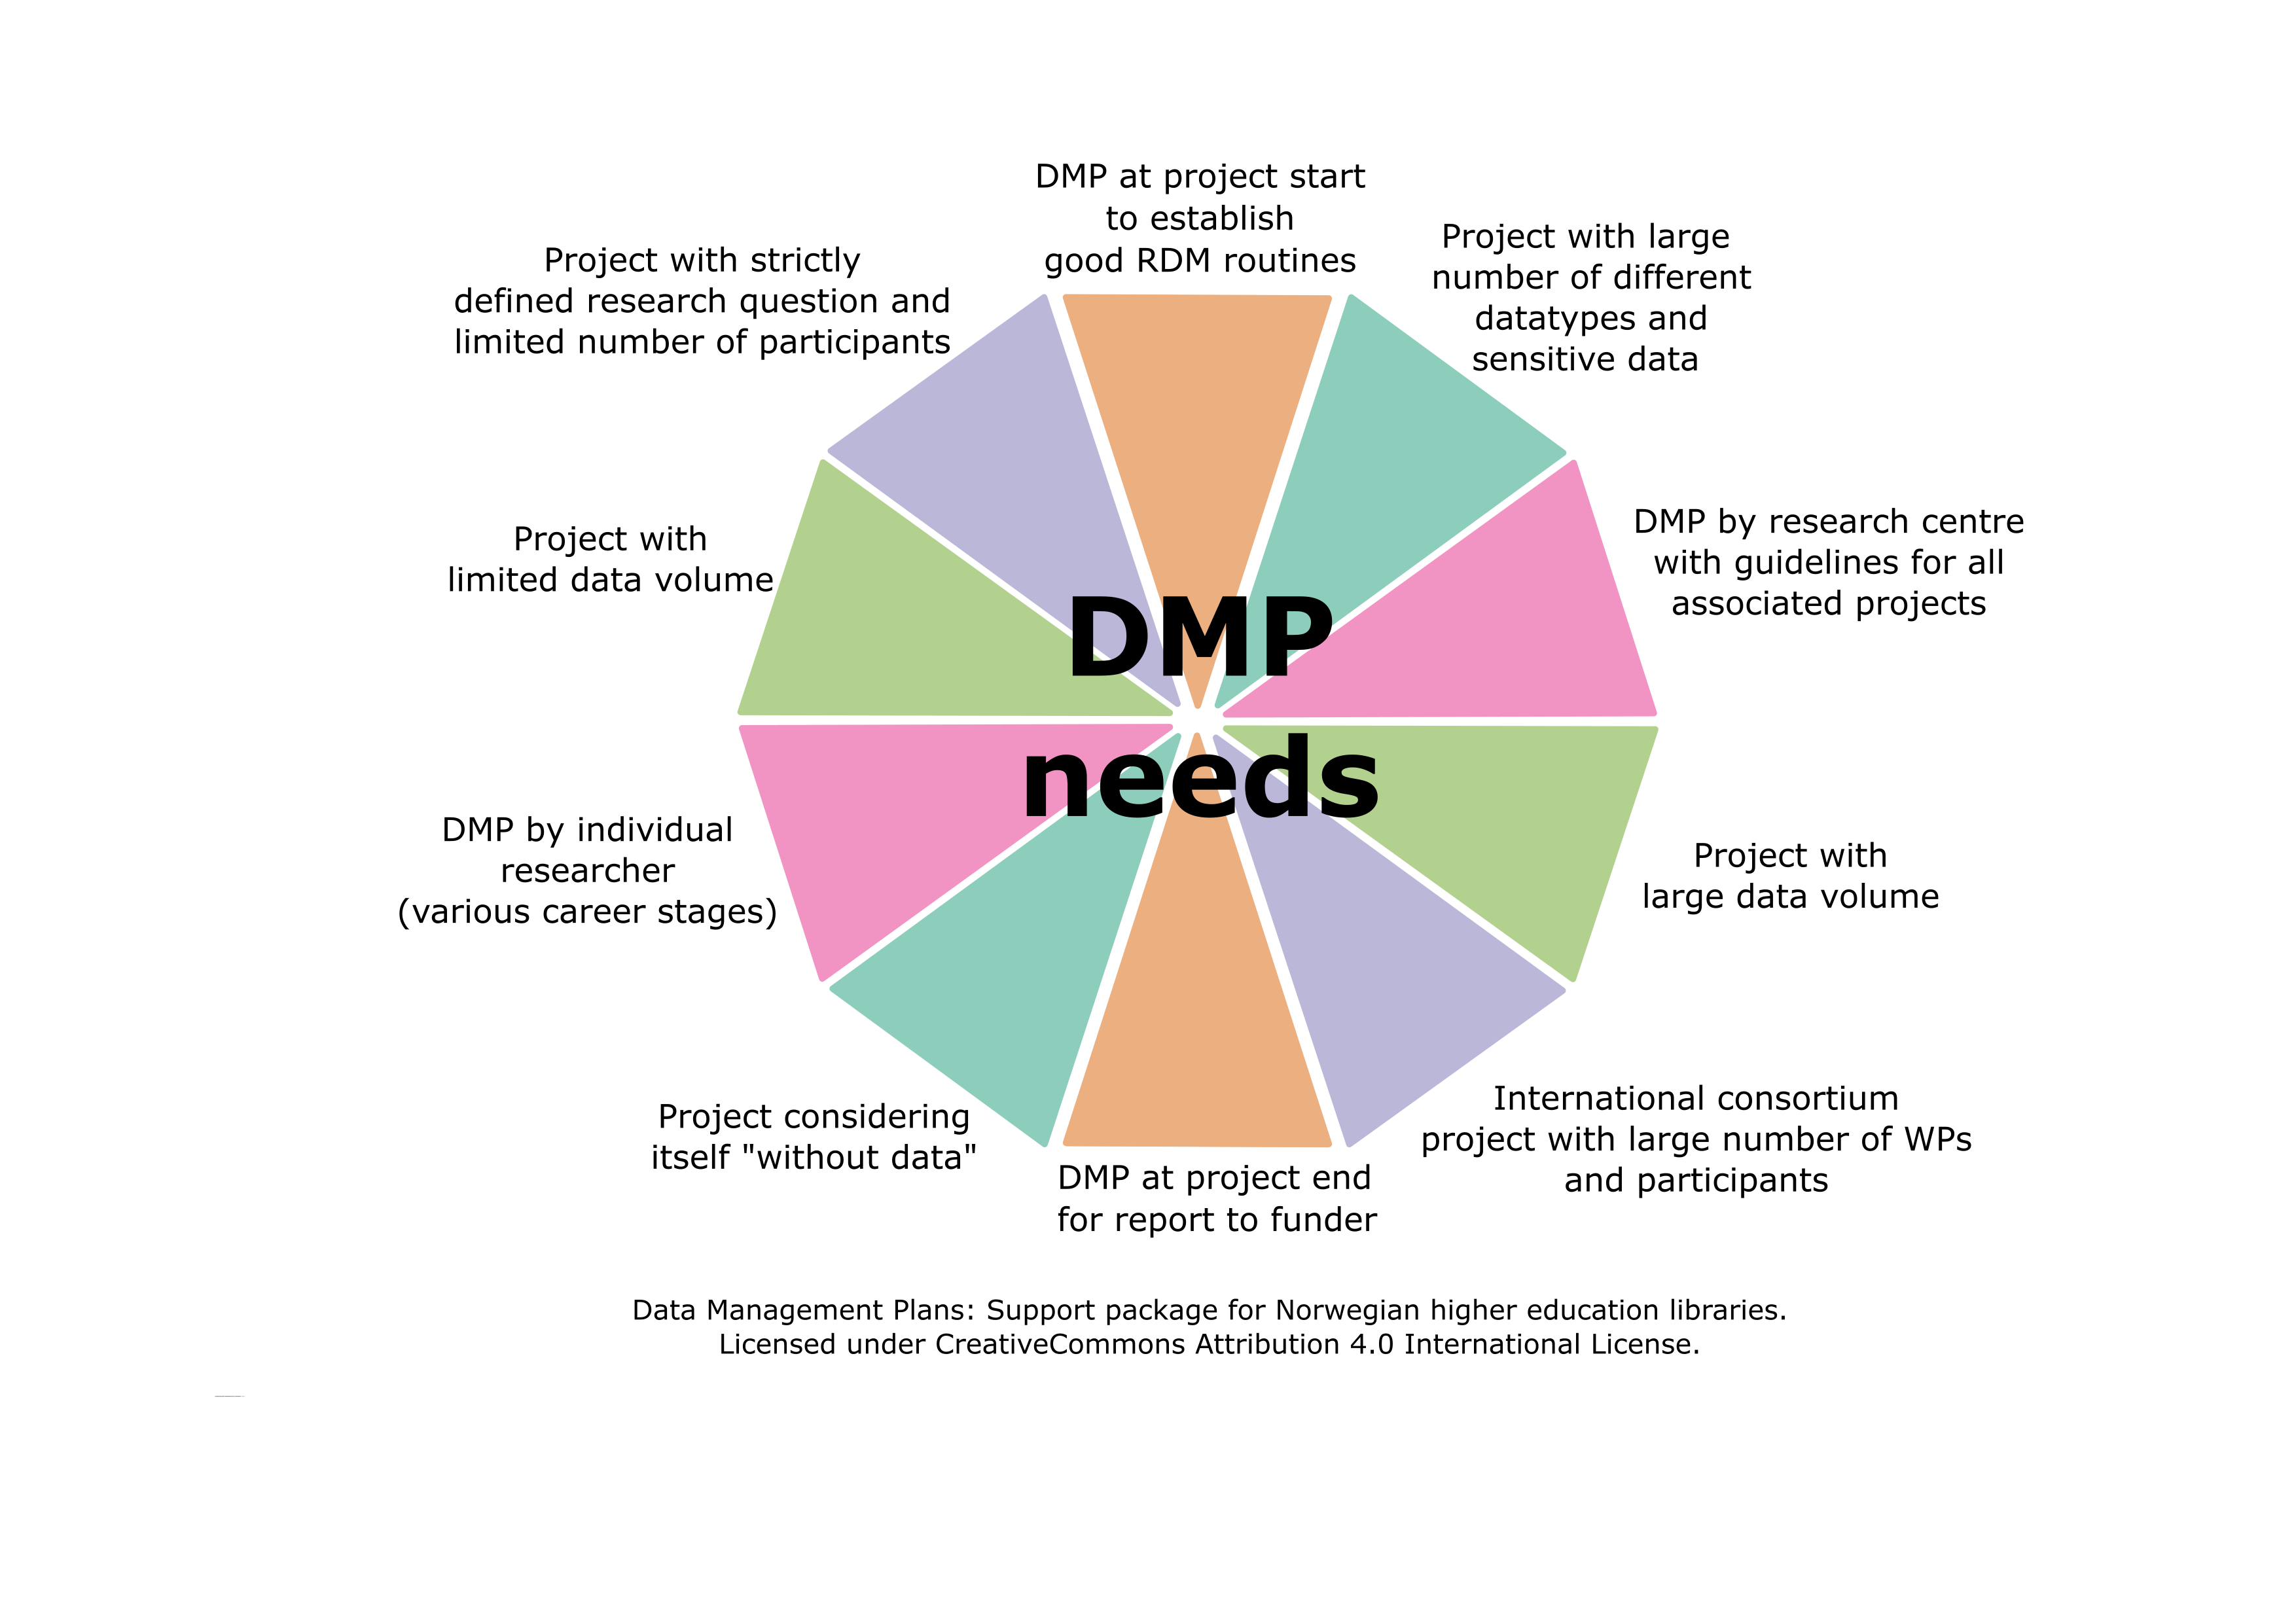 DMP at project start
to establish
good RDM routines
Project with large
number of different
datatypes and
sensitive data
DMP by research centre
with guidelines for all
associated projects
Project with
large data volume
International consortium
project with large number of WPs
and participants
DMP at project end
for report to funder
Project considering
itself "without data"
DMP by individual
researcher
(various career stages)
Project with
limited data volume
Project with strictly
defined research question and
limited number of participants
DMP
needs
Data Management Plans: Support package for Norwegian higher education libraries.
Licensed under CreativeCommons Attribution 4.0 International License.